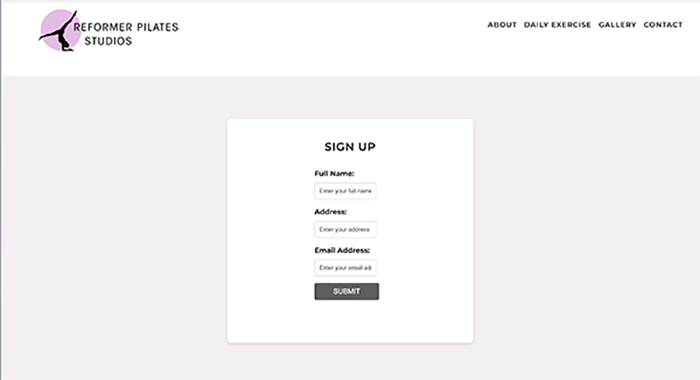 REFORMER PILATES
STUDIOS
ABOUT DAILY EXERCISE GALLERY CONTACT
SIGN UP
Full Name:
Enter your full name
Address:
Enter your address
Email Address:
Enter your email ad
SUBMIT